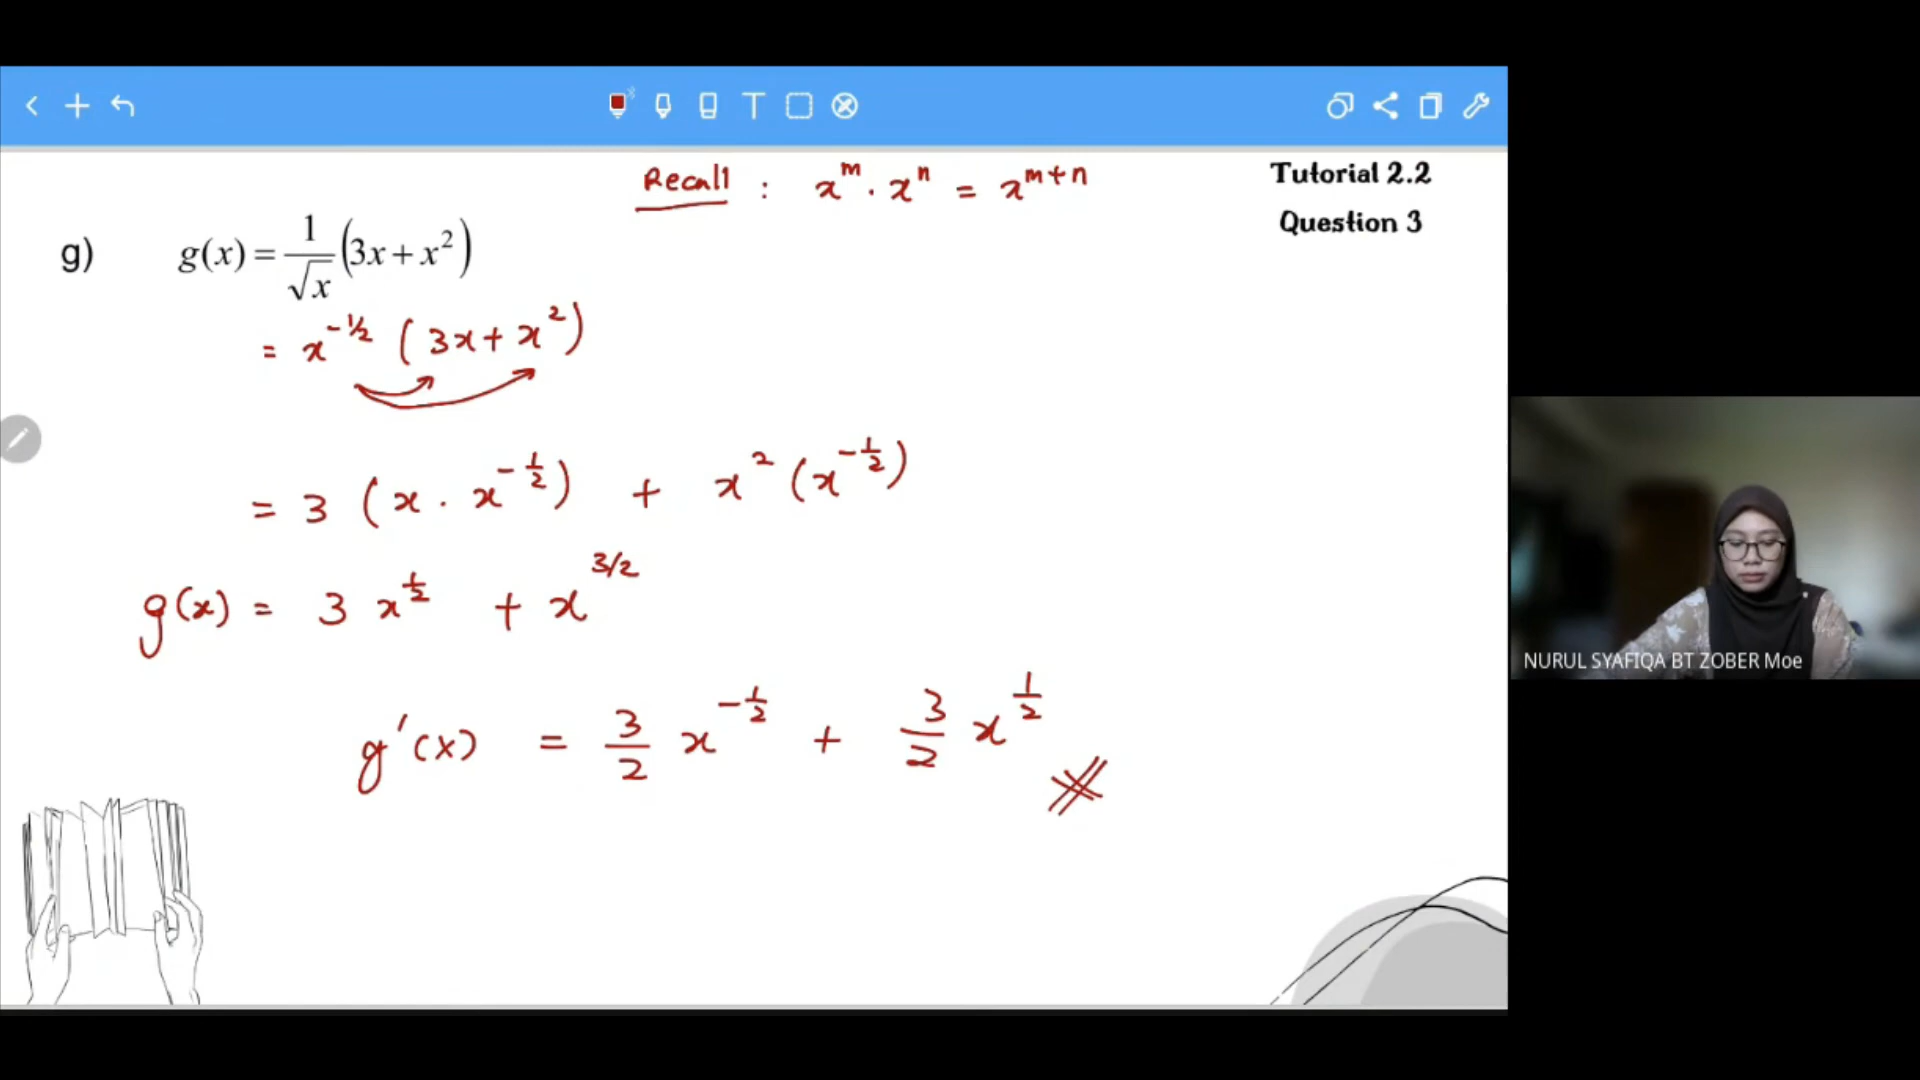 Recall : x^m · x^n = x^(m+n)
Tutorial 2.2
Question 3
g) g(x) = 1/√x (3x + x²)
= x^(-1/2) (3x + x²)
= 3 (x · x^(-1/2)) + x² (x^(-1/2))
g(x) = 3 x^(1/2) + x^(3/2)
g'(x) = 3/2 x^(-1/2) + 3/2 x^(1/2)
NURUL SYAFIQA BT ZOBER Moe